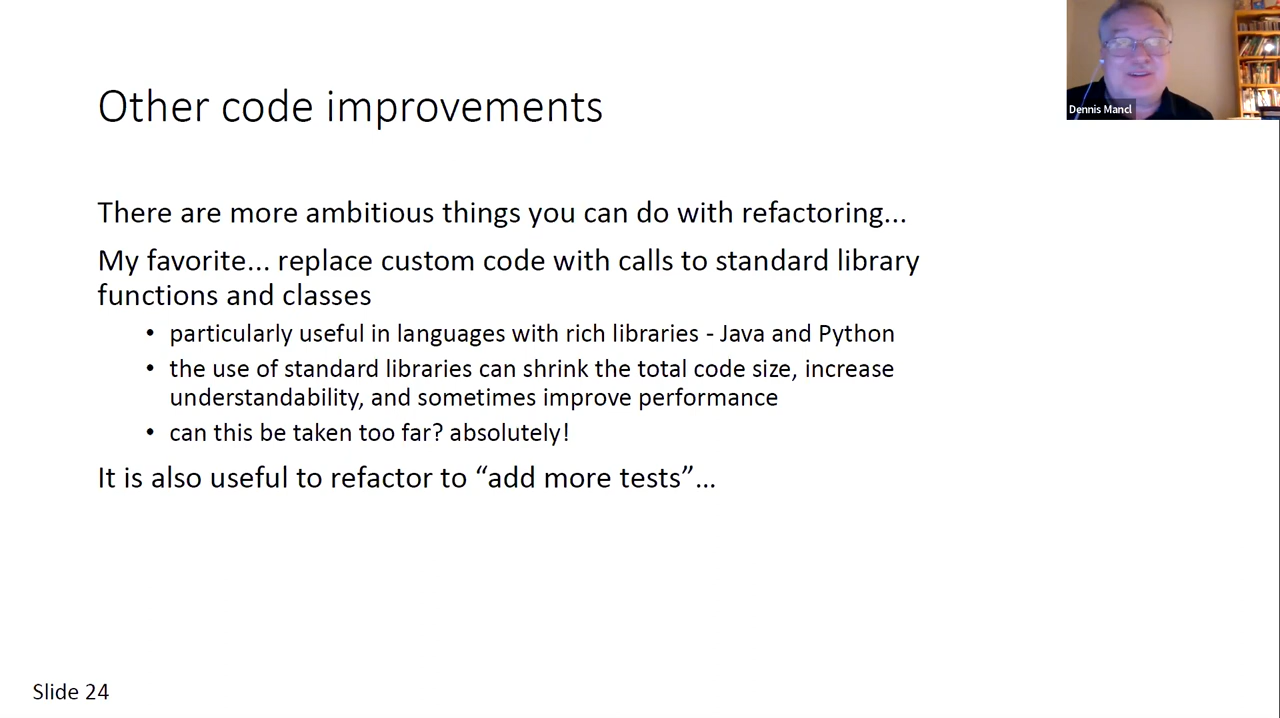 Dennis Mancl
Other code improvements
There are more ambitious things you can do with refactoring...
My favorite... replace custom code with calls to standard library
functions and classes
• particularly useful in languages with rich libraries - Java and Python
• the use of standard libraries can shrink the total code size, increase
understandability, and sometimes improve performance
• can this be taken too far? absolutely!
It is also useful to refactor to “add more tests”...
Slide 24